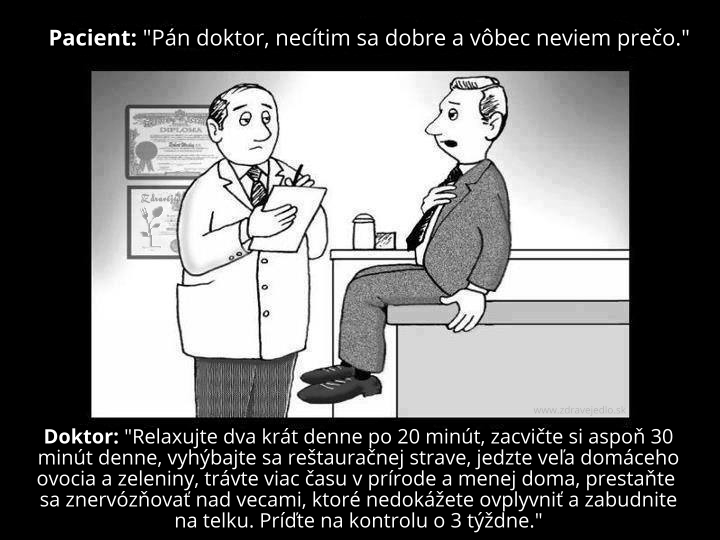 Pacient: "Pán doktor, necítim sa dobre a vôbec neviem prečo."
DIPLOMA
www.zdravejedlo.sk
Doktor: "Relaxujte dva krát denne po 20 minút, zacvičte si aspoň 30
minút denne, vyhýbajte sa reštauračnej strave, jedzte veľa domáceho
ovocia a zeleniny, trávte viac času v prírode a menej doma, prestaňte
sa znervózňovať nad vecami, ktoré nedokážete ovplyvniť a zabudnite
na telku. Príďte na kontrolu o 3 týždne."